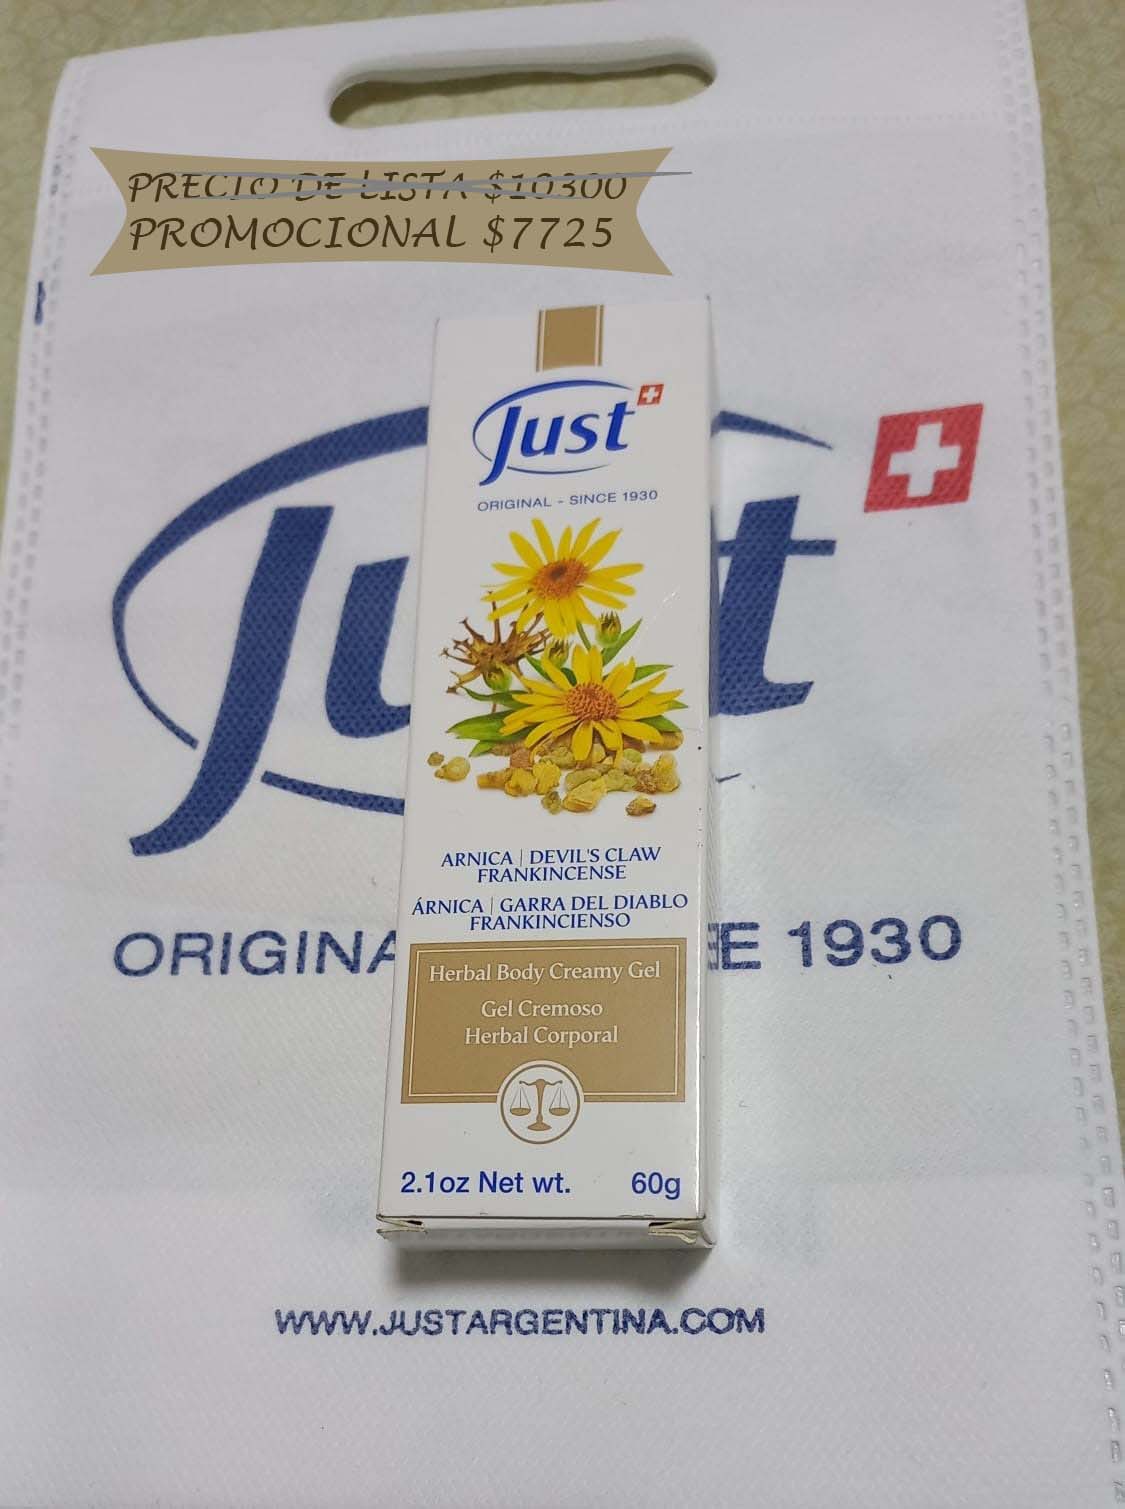 PRECIO DE LISTA $10300
PROMOCIONAL $7725
Just
ORIGINAL - SINCE 1930
ARNICA | DEVIL'S CLAW
FRANKINCENSE
ÁRNICA | GARRA DEL DIABLO
FRANKINCIENSO
Herbal Body Creamy Gel
Gel Cremoso
Herbal Corporal
2.1oz Net wt. 60g
Ju t
ORIGINA E 1930
WWW.JUSTARGENTINA.COM